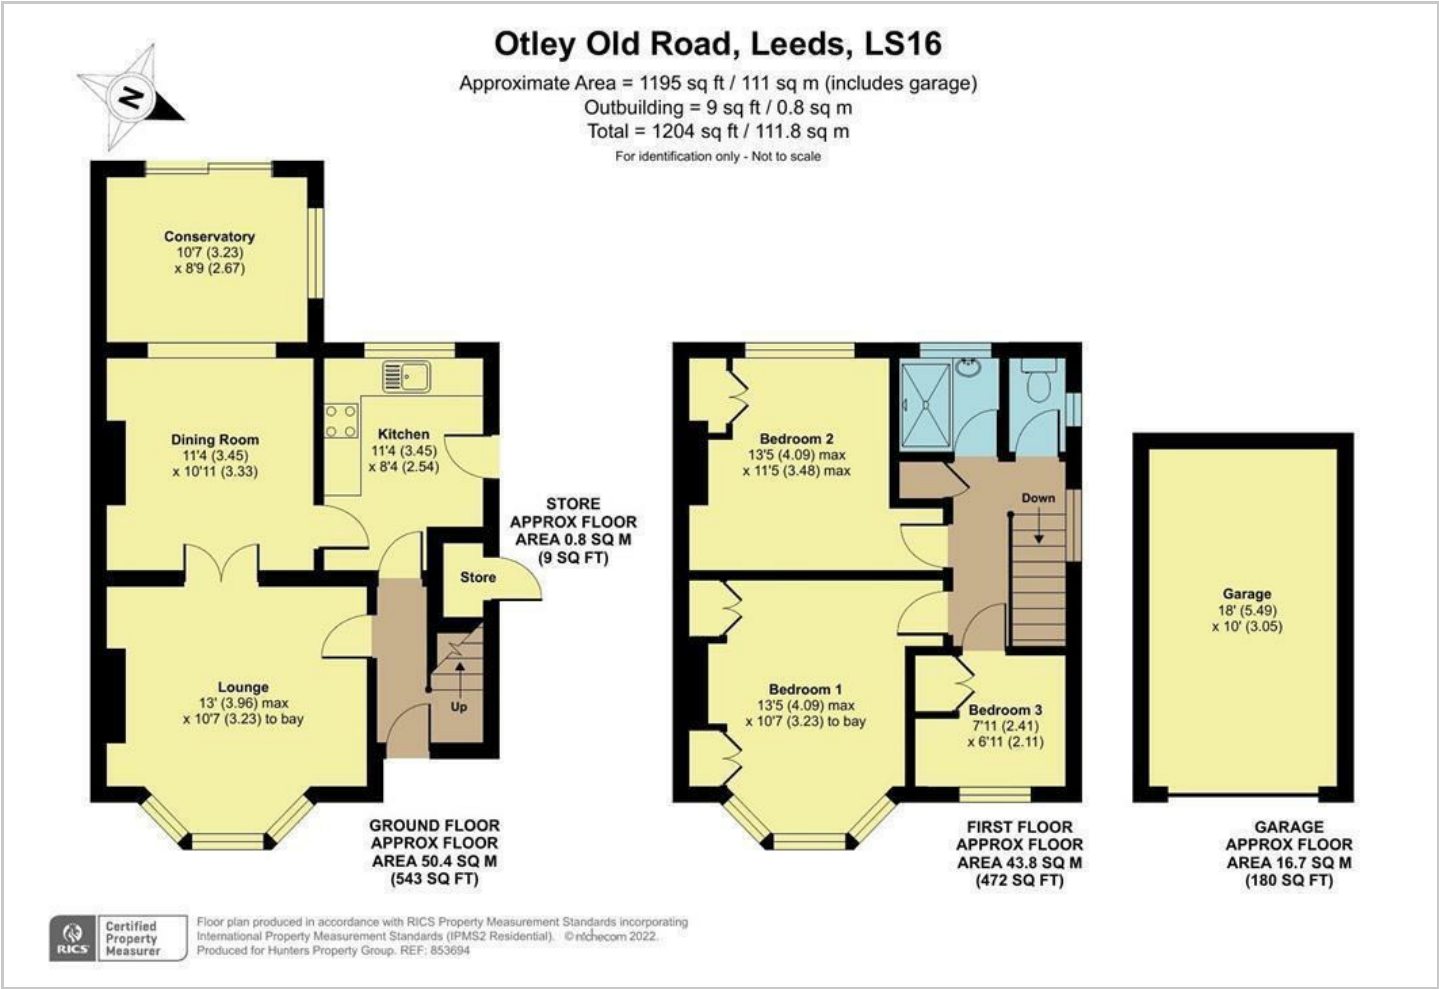 Otley Old Road, Leeds, LS16
Approximate Area = 1195 sq ft / 111 sq m (includes garage)
Outbuilding = 9 sq ft / 0.8 sq m
Total = 1204 sq ft / 111.8 sq m
For identification only - Not to scale
N
Conservatory
10'7 (3.23)
x 8'9 (2.67)
Dining Room
11'4 (3.45)
x 10'11 (3.33)
Kitchen
11'4 (3.45)
x 8'4 (2.54)
STORE
APPROX FLOOR
AREA 0.8 SQ M
(9 SQ FT)
Store
Lounge
13' (3.96) max
x 10'7 (3.23) to bay
Up
GROUND FLOOR
APPROX FLOOR
AREA 50.4 SQ M
(543 SQ FT)
Bedroom 2
13'5 (4.09) max
x 11'5 (3.48) max
Down
Bedroom 1
13'5 (4.09) max
x 10'7 (3.23) to bay
Bedroom 3
7'11 (2.41)
x 6'11 (2.11)
FIRST FLOOR
APPROX FLOOR
AREA 43.8 SQ M
(472 SQ FT)
Garage
18' (5.49)
x 10' (3.05)
GARAGE
APPROX FLOOR
AREA 16.7 SQ M
(180 SQ FT)
RICS
Certified
Property
Measurer
Floor plan produced in accordance with RICS Property Measurement Standards incorporating
International Property Measurement Standards (IPMS2 Residential). © nichecom 2022.
Produced for Hunters Property Group. REF: 853694